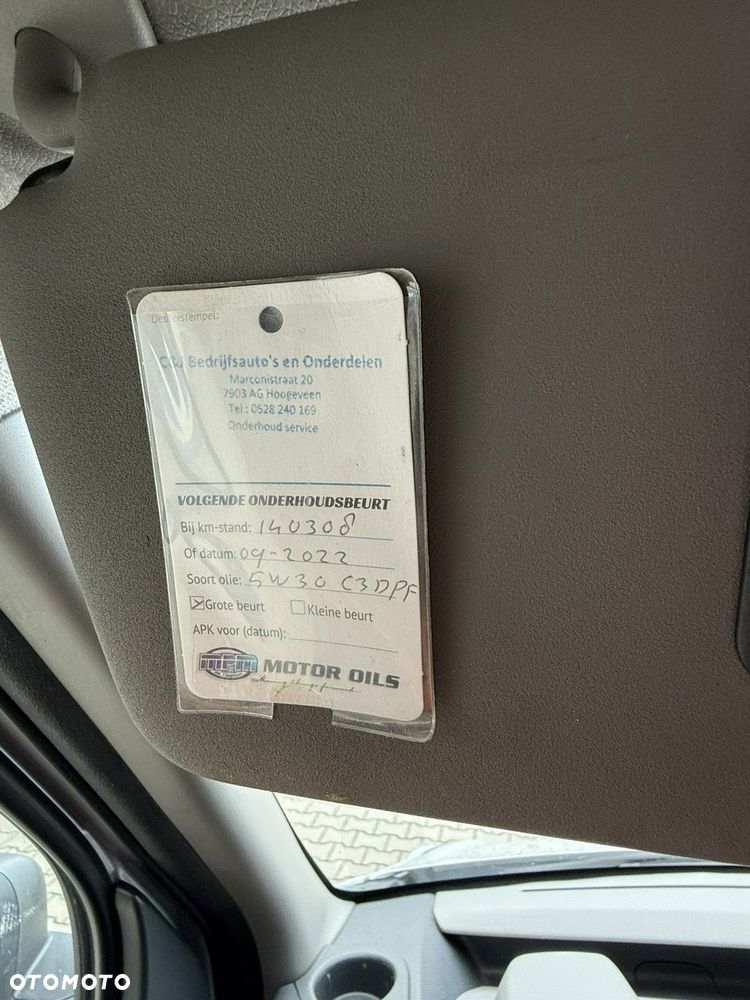 Dealerstempel:
C&J Bedrijfsauto's en Onderdelen
Marconistraat 20
7903 AG Hoogeveen
Tel : 0528 240 169
Onderhoud service
VOLGENDE ONDERHOUDSBEURT
Bij km-stand: 140308
Of datum: 09-2022
Soort olie: 5W30 C3DPF
Grote beurt Kleine beurt
APK voor (datum):
MPM MOTOR OILS
OTOMOTO